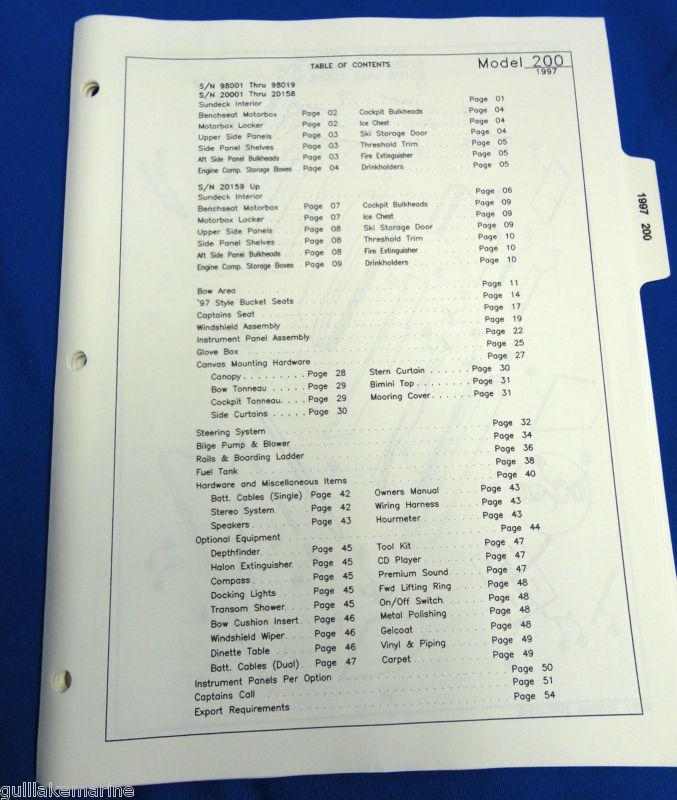 TABLE OF CONTENTS
Model 200
1997
S/N 98001 Thru 98019
S/N 20001 Thru 20158
Sundeck Interior Page 01
Benchseat Motorbox Page 02 Cockpit Bulkheads Page 04
Motorbox Locker Page 02 Ice Chest Page 04
Upper Side Panels Page 03 Ski Storage Door Page 04
Side Panel Shelves Page 03 Threshold Trim Page 05
Aft Side Panel Bulkheads Page 03 Fire Extinguisher Page 05
Engine Comp. Storage Boxes Page 04 Drinkholders Page 05
S/N 20159 Up
Sundeck Interior Page 06
Benchseat Motorbox Page 07 Cockpit Bulkheads Page 09
Motorbox Locker Page 07 Ice Chest Page 09
Upper Side Panels Page 08 Ski Storage Door Page 09
Side Panel Shelves Page 08 Threshold Trim Page 10
Aft Side Panel Bulkheads Page 08 Fire Extinguisher Page 10
Engine Comp. Storage Boxes Page 09 Drinkholders Page 10
Bow Area Page 11
'97 Style Bucket Seats Page 14
Captains Seat Page 17
Windshield Assembly Page 19
Instrument Panel Assembly Page 22
Glove Box Page 25
Canvas Mounting Hardware Page 27
Canopy Page 28 Stern Curtain Page 30
Bow Tonneau Page 29 Bimini Top Page 31
Cockpit Tonneau Page 29 Mooring Cover Page 31
Side Curtains Page 30
Steering System Page 32
Bilge Pump & Blower Page 34
Rails & Boarding Ladder Page 36
Fuel Tank Page 38
Hardware and Miscellaneous Items Page 40
Batt. Cables (Single) Page 42 Owners Manual Page 43
Stereo System Page 42 Wiring Harness Page 43
Speakers Page 43 Hourmeter Page 43
Optional Equipment Page 44
Depthfinder Page 45 Tool Kit Page 47
Halon Extinguisher Page 45 CD Player Page 47
Compass Page 45 Premium Sound Page 47
Docking Lights Page 45 Fwd Lifting Ring Page 48
Transom Shower Page 45 On/Off Switch Page 48
Bow Cushion Insert Page 46 Metal Polishing Page 48
Windshield Wiper Page 46 Gelcoat Page 48
Dinette Table Page 46 Vinyl & Piping Page 49
Batt. Cables (Dual) Page 47 Carpet Page 49
Instrument Panels Per Option Page 50
Captains Call Page 51
Export Requirements Page 54
1997 200
gulllakemarine